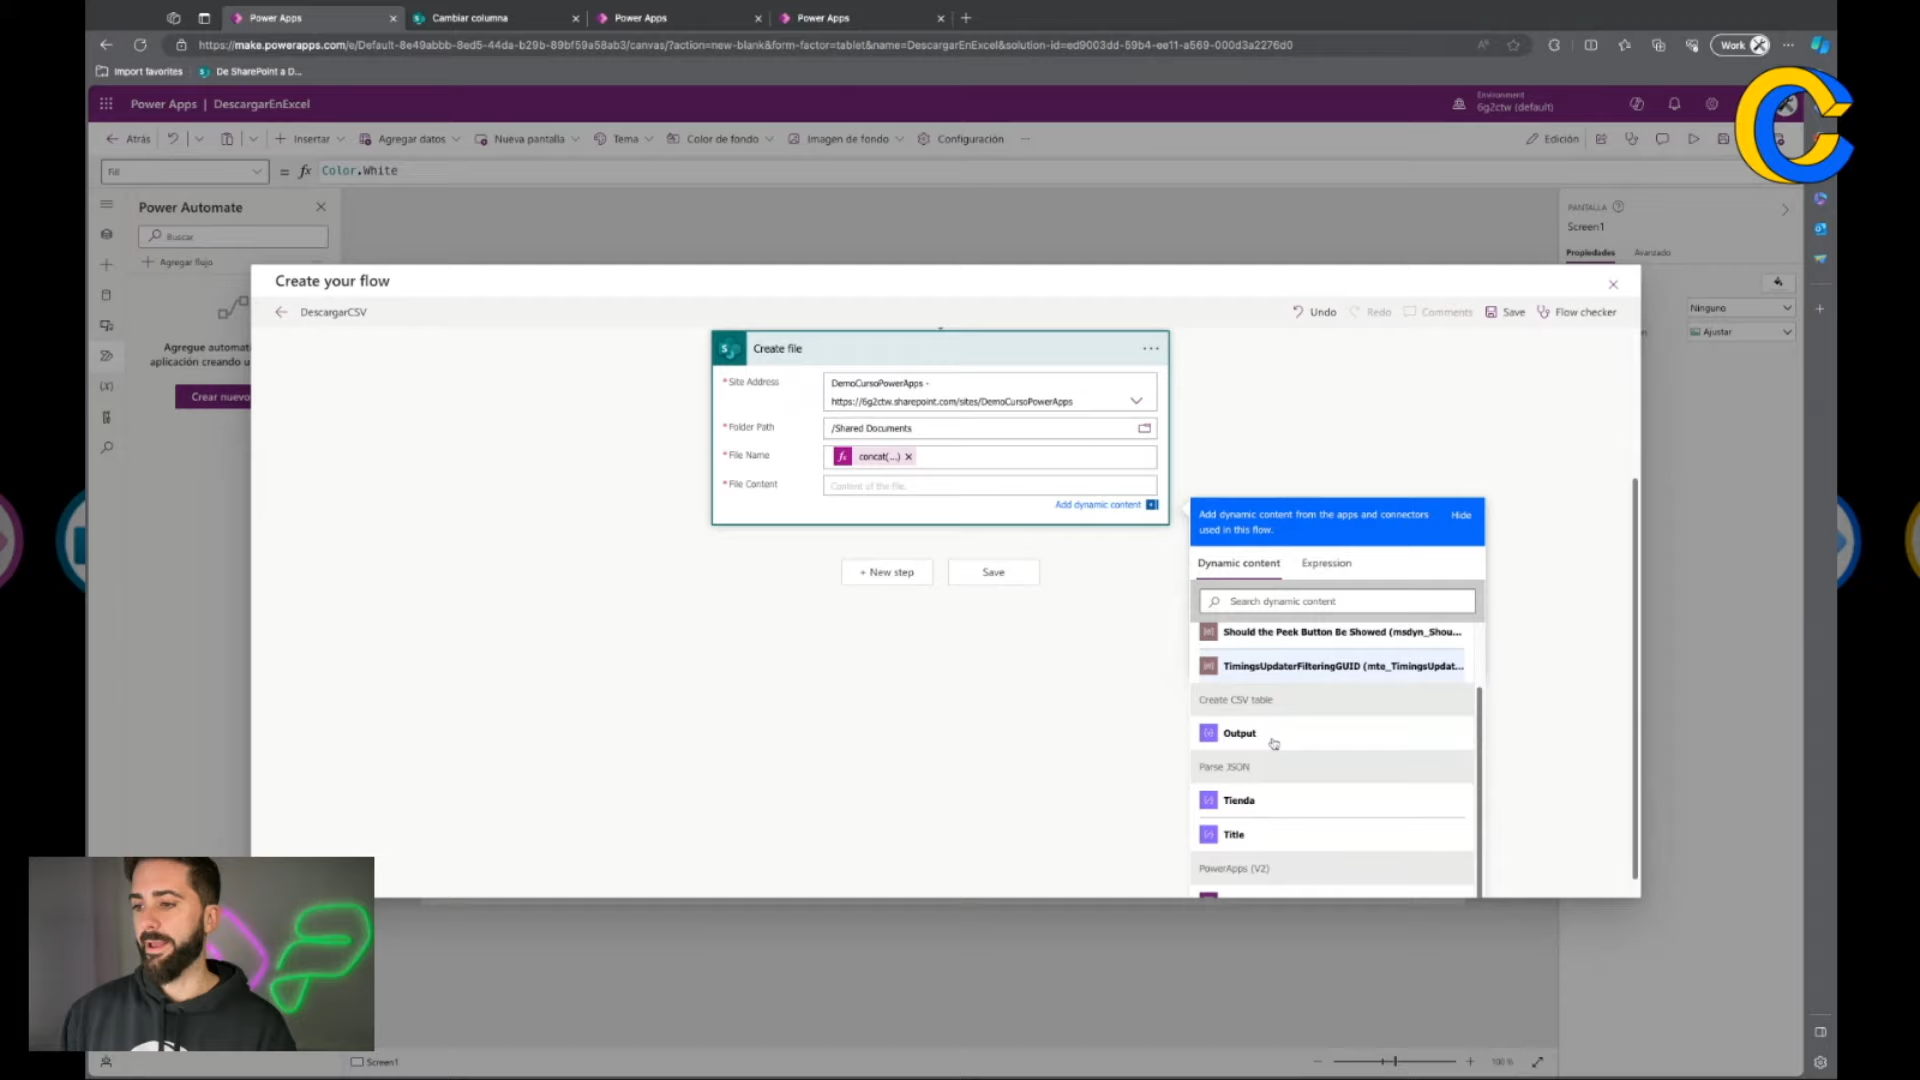 Power Apps
Cambiar columna
Power Apps
Power Apps
https://make.powerapps.com/e/Default-8e49abbb-8ed5-44da-b29b-89bf59a58ab3/canvas/?action=new-blank&form-factor=tablet&name=DescargarEnExcel&solution-id=ed9003dd-59b4-ee11-a569-000d3a2276d0
Work
Import favorites
De SharePoint a D...
Power Apps | DescargarEnExcel
Environment
6g2ctw (default)
Atrás
Insertar
Agregar datos
Nueva pantalla
Tema
Color de fondo
Imagen de fondo
Configuración
Edición
Fill
= fx Color.White
Power Automate
Buscar
Agregar flujo
PANTALLA
Screen1
Propiedades
Avanzado
Ninguno
Ajustar
Agregue automat
aplicación creando u
Crear nuevo
Create your flow
DescargarCSV
Undo
Redo
Comments
Save
Flow checker
Create file
* Site Address
DemoCursoPowerApps -
https://6g2ctw.sharepoint.com/sites/DemoCursoPowerApps
* Folder Path
/Shared Documents
* File Name
fx concat(...)
* File Content
Content of the file.
Add dynamic content
+ New step
Save
Add dynamic content from the apps and connectors
used in this flow.
Hide
Dynamic content
Expression
Search dynamic content
Should the Peek Button Be Showed (msdyn_Shou...
TimingsUpdaterFilteringGUID (mte_TimingsUpdat...
Create CSV table
Output
Parse JSON
Tienda
Title
PowerApps (V2)
Screen1
100 %